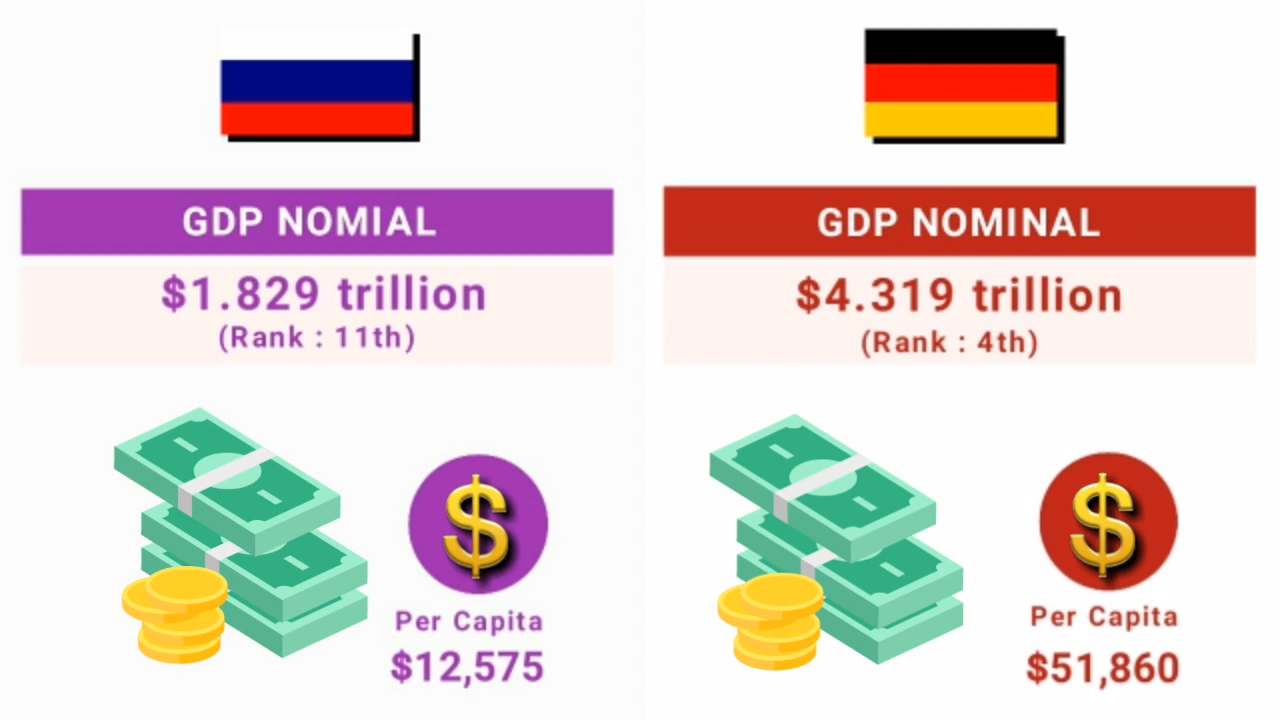 GDP NOMIAL
$1.829 trillion
(Rank : 11th)
Per Capita
$12,575
GDP NOMINAL
$4.319 trillion
(Rank : 4th)
Per Capita
$51,860